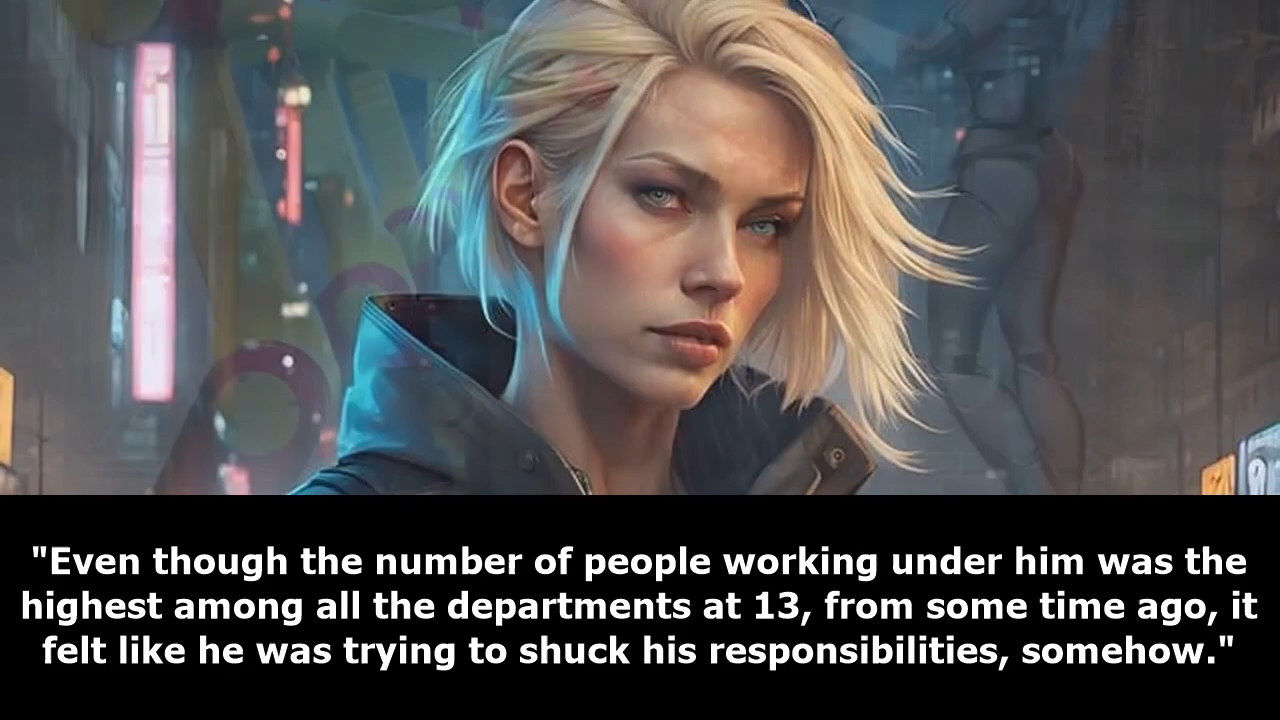 "Even though the number of people working under him was the
highest among all the departments at 13, from some time ago, it
felt like he was trying to shuck his responsibilities, somehow."